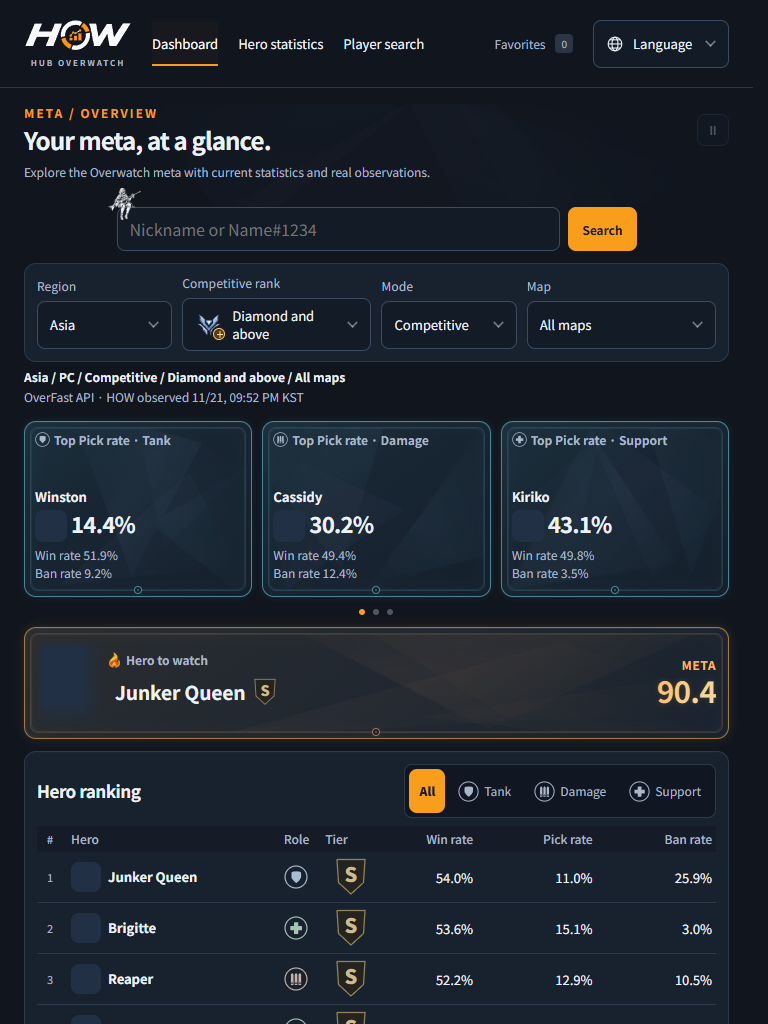 HOW
HUB OVERWATCH
Dashboard
Hero statistics
Player search
Favorites 0
Language
META / OVERVIEW
Your meta, at a glance.
Explore the Overwatch meta with current statistics and real observations.
Nickname or Name#1234
Search
Region
Competitive rank
Mode
Map
Asia
Diamond and
above
Competitive
All maps
Asia / PC / Competitive / Diamond and above / All maps
OverFast API · HOW observed 11/21, 09:52 PM KST
Top Pick rate · Tank
Winston
14.4%
Win rate 51.9%
Ban rate 9.2%
Top Pick rate · Damage
Cassidy
30.2%
Win rate 49.4%
Ban rate 12.4%
Top Pick rate · Support
Kiriko
43.1%
Win rate 49.8%
Ban rate 3.5%
Hero to watch
Junker Queen S
META
90.4
Hero ranking
All
Tank
Damage
Support
# Hero Role Tier Win rate Pick rate Ban rate
1 Junker Queen S 54.0% 11.0% 25.9%
2 Brigitte S 53.6% 15.1% 3.0%
3 Reaper S 52.2% 12.9% 10.5%